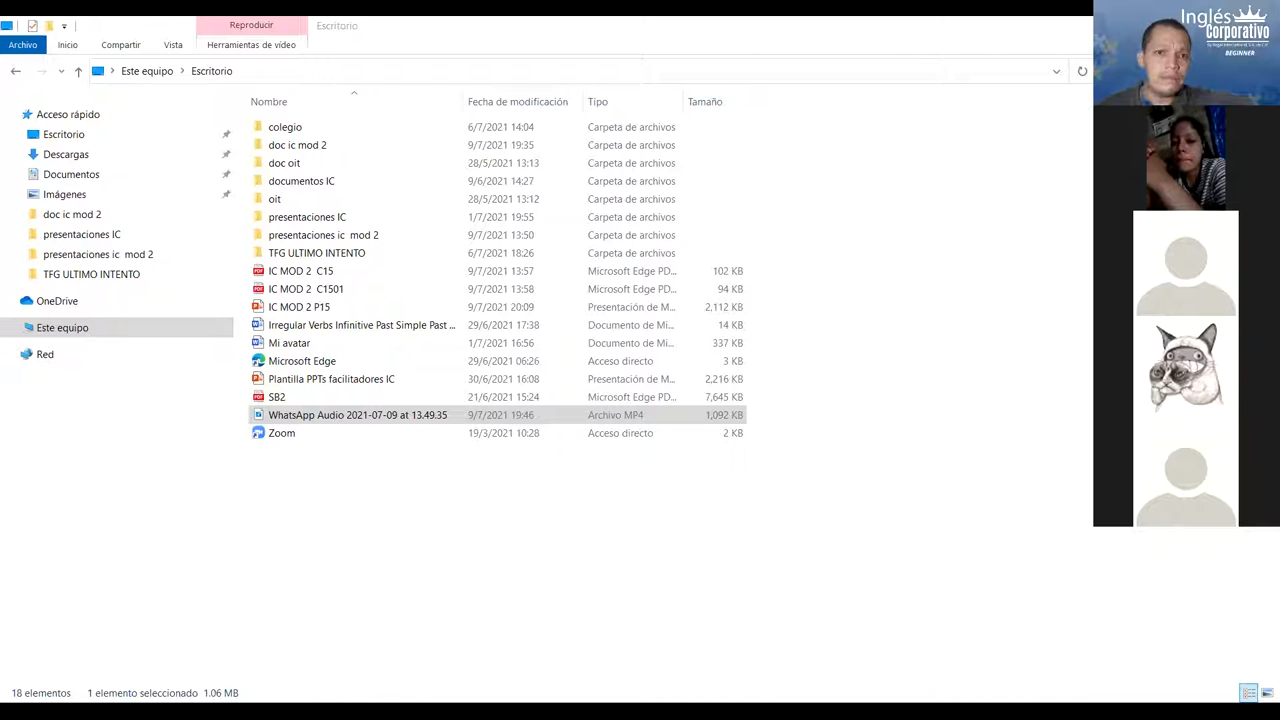 Reproducir
Escritorio
Archivo
Inicio
Compartir
Vista
Herramientas de vídeo
Este equipo
Escritorio
Acceso rápido
Escritorio
Descargas
Documentos
Imágenes
doc ic mod 2
presentaciones IC
presentaciones ic mod 2
TFG ULTIMO INTENTO
OneDrive
Este equipo
Red
Nombre Fecha de modificación Tipo Tamaño
colegio 6/7/2021 14:04 Carpeta de archivos
doc ic mod 2 9/7/2021 19:35 Carpeta de archivos
doc oit 28/5/2021 13:13 Carpeta de archivos
documentos IC 9/6/2021 14:27 Carpeta de archivos
oit 28/5/2021 13:12 Carpeta de archivos
presentaciones IC 1/7/2021 19:55 Carpeta de archivos
presentaciones ic mod 2 9/7/2021 13:50 Carpeta de archivos
TFG ULTIMO INTENTO 6/7/2021 18:26 Carpeta de archivos
IC MOD 2 C15 9/7/2021 13:57 Microsoft Edge PD... 102 KB
IC MOD 2 C1501 9/7/2021 13:58 Microsoft Edge PD... 94 KB
IC MOD 2 P15 9/7/2021 20:09 Presentación de M... 2,112 KB
Irregular Verbs Infinitive Past Simple Past ... 29/6/2021 17:38 Documento de Mi... 14 KB
Mi avatar 1/7/2021 16:56 Documento de Mi... 337 KB
Microsoft Edge 29/6/2021 06:26 Acceso directo 3 KB
Plantilla PPTs facilitadores IC 30/6/2021 16:08 Presentación de M... 2,216 KB
SB2 21/6/2021 15:24 Microsoft Edge PD... 7,645 KB
WhatsApp Audio 2021-07-09 at 13.49.35 9/7/2021 19:46 Archivo MP4 1,092 KB
Zoom 19/3/2021 10:28 Acceso directo 2 KB
18 elementos 1 elemento seleccionado 1.06 MB
Inglés
Corporativo
BEGINNER